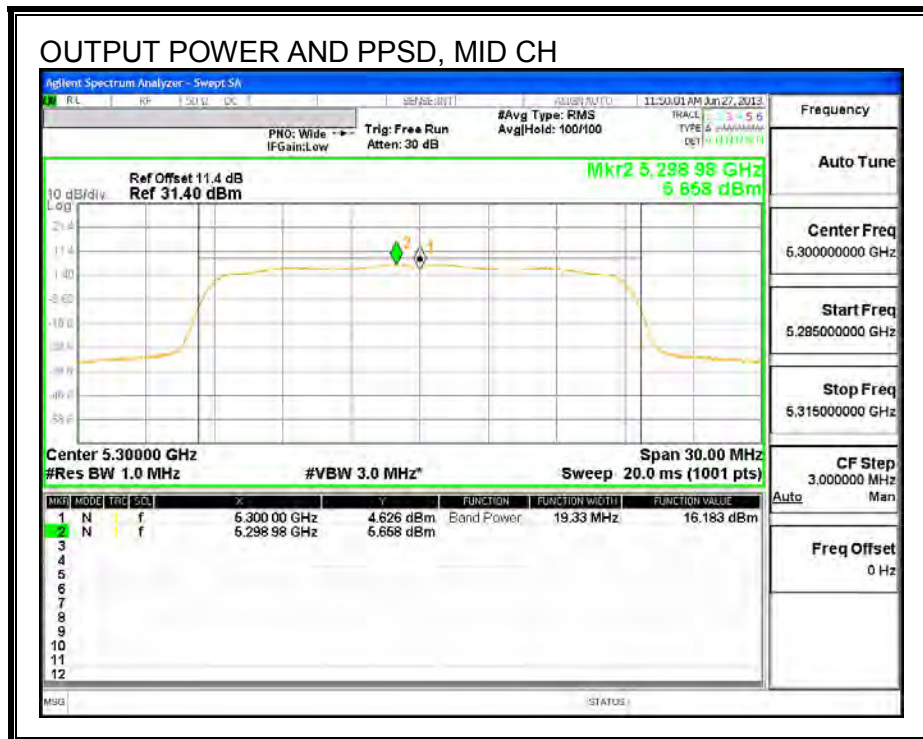 OUTPUT POWER AND PPSD, MID CH
Agilent Spectrum Analyzer - Swept SA
RL RF 50 Ω DC SENSE:INT ALIGN AUTO 11:50:01 AM Jun 27, 2013
PNO: Wide
IFGain:Low
Trig: Free Run
Atten: 30 dB
#Avg Type: RMS
Avg|Hold: 100/100
TRACE
TYPE
DET
Frequency
Mkr2 5.298 98 GHz
5.658 dBm
Ref Offset 11.4 dB
10 dB/div Ref 31.40 dBm
Log
21.4
11.4
1.40
2
1
Center 5.30000 GHz Span 30.00 MHz
#Res BW 1.0 MHz #VBW 3.0 MHz* Sweep 20.0 ms (1001 pts)
MKR MODE TRC SCL X Y FUNCTION FUNCTION WIDTH FUNCTION VALUE
1 N 1 f 5.300 00 GHz 4.626 dBm Band Power 19.33 MHz 16.183 dBm
2 N 1 f 5.298 98 GHz 5.658 dBm
3
4
5
6
7
8
9
10
11
12
Auto Tune
Center Freq
5.300000000 GHz
Start Freq
5.285000000 GHz
Stop Freq
5.315000000 GHz
CF Step
3.000000 MHz
Auto Man
Freq Offset
0 Hz
MSG STATUS